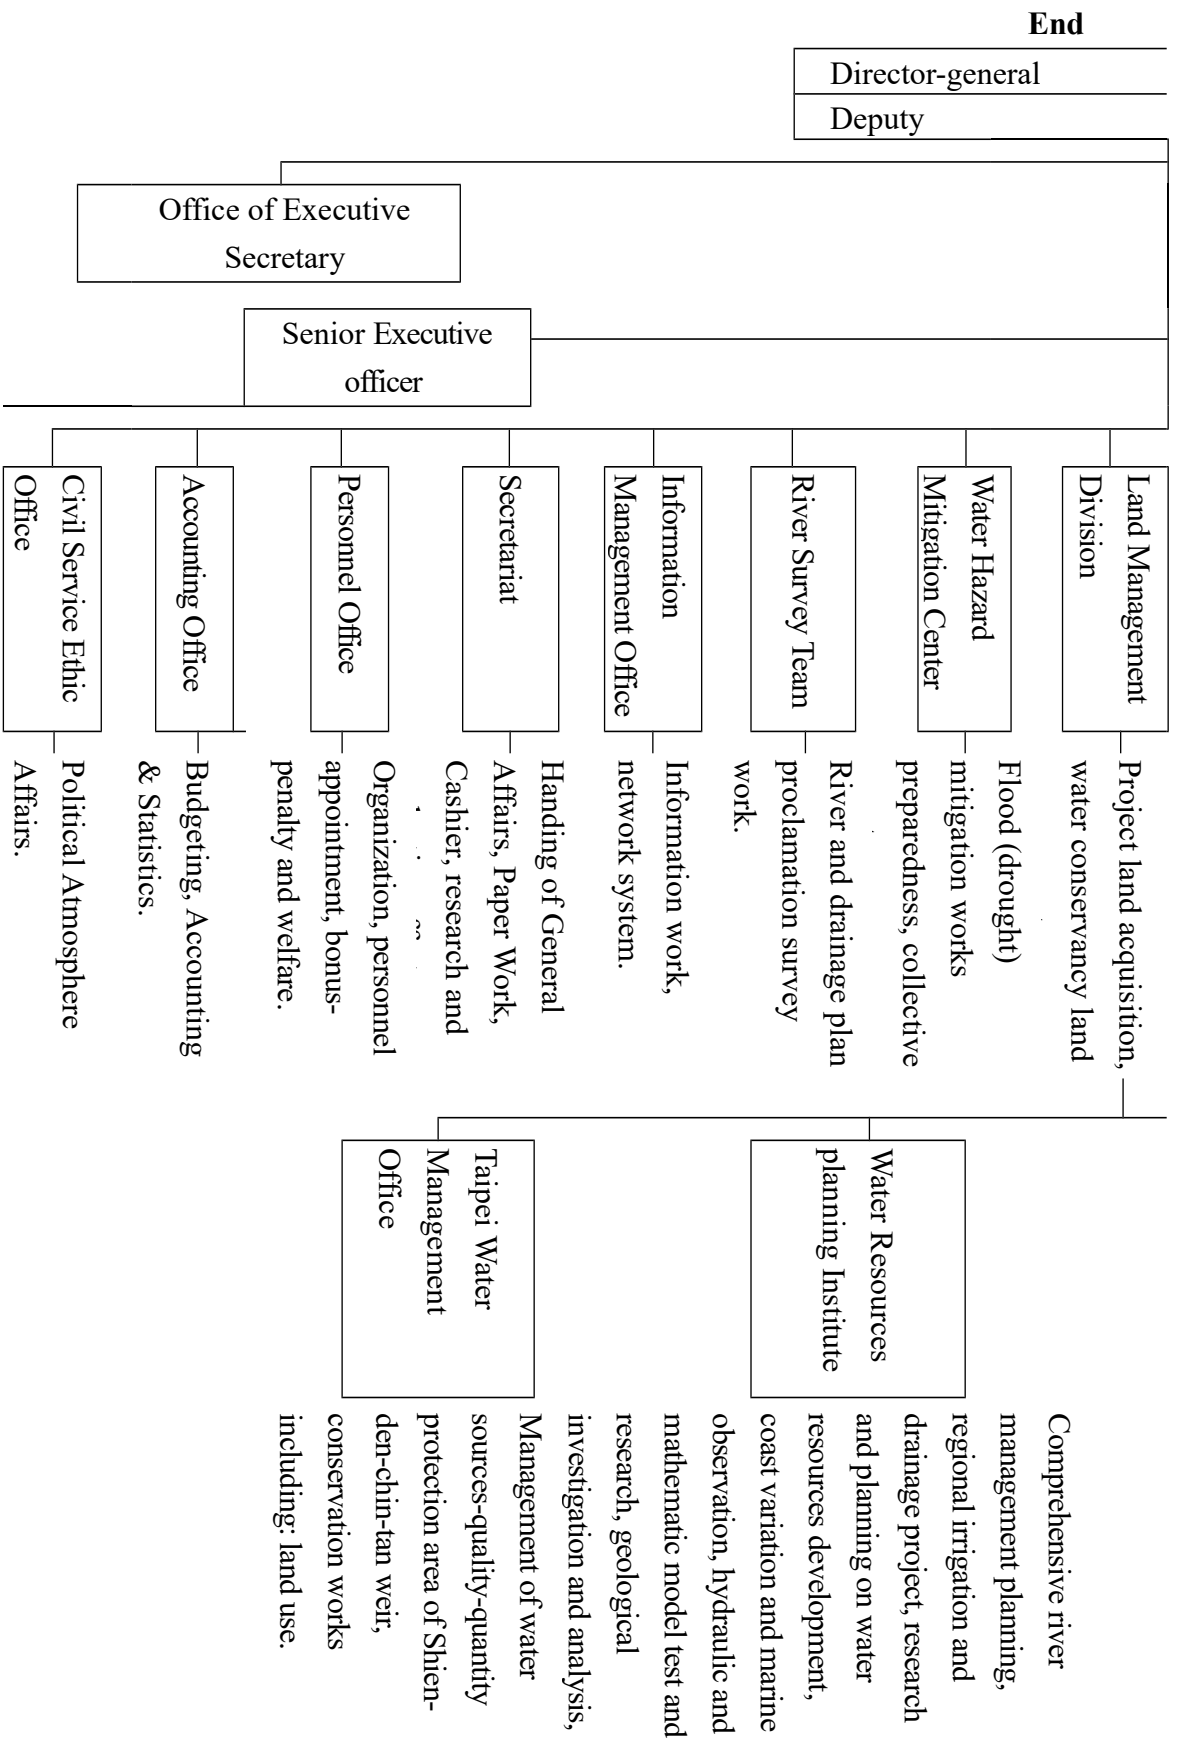 End
Director-general
Deputy
Office of Executive
Secretary
Senior Executive
officer
Land Management
Division
Water Hazard
Mitigation Center
River Survey Team
Information
Management Office
Secretariat
Personnel Office
Accounting Office
Civil Service Ethic
Office
Project land acquisition,
water conservancy land
Flood (drought)
mitigation works
preparedness, collective
River and drainage plan
proclamation survey
work.
Information work,
network system.
Handing of General
Affairs, Paper Work,
Cashier, research and
Organization, personnel
appointment, bonus-
penalty and welfare.
Budgeting, Accounting
& Statistics.
Political Atmosphere
Affairs.
Water Resources
planning Institute
Taipei Water
Management
Office
Comprehensive river
management planning,
regional irrigation and
drainage project, research
and planning on water
resources development,
coast variation and marine
observation, hydraulic and
mathematic model test and
research, geological
investigation and analysis,
Management of water
sources-quality-quantity
protection area of Shien-
den-chin-tan weir,
conservation works
including: land use.